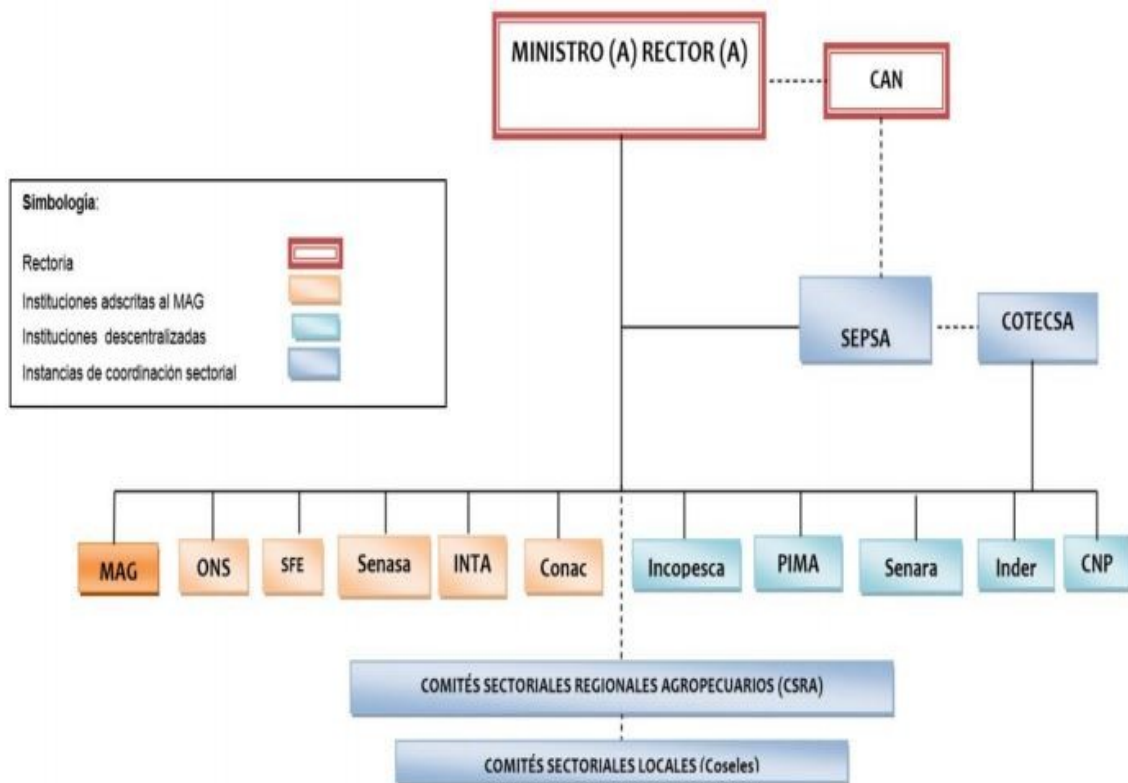 MINISTRO (A) RECTOR (A)
CAN
Simbología:
Rectoria
Instituciones adscritas al MAG
Instituciones descentralizadas
Instancias de coordinación sectorial
SEPSA
COTECSA
MAG
ONS
SFE
Senasa
INTA
Conac
Incopesca
PIMA
Senara
Inder
CNP
COMITÉS SECTORIALES REGIONALES AGROPECUARIOS (CSRA)
COMITÉS SECTORIALES LOCALES (Coseles)